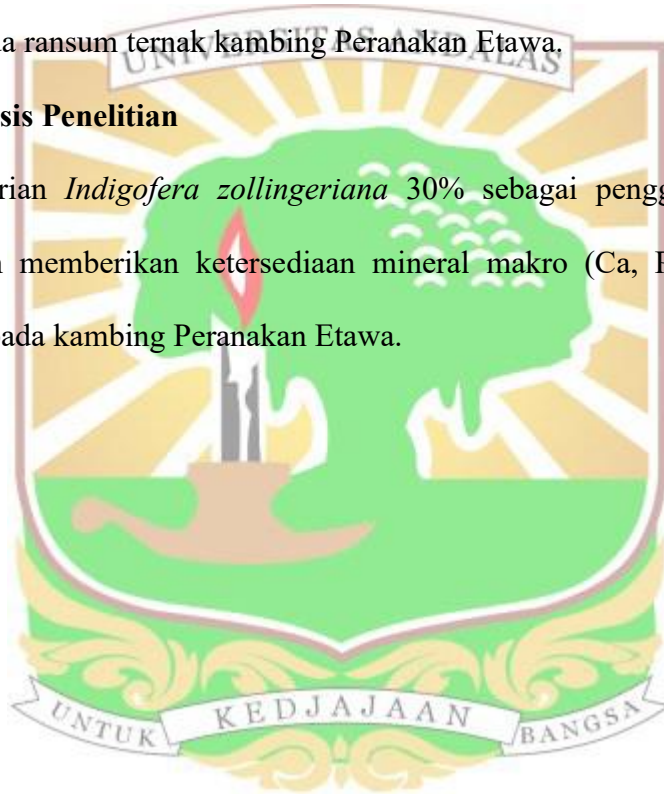 da ransum ternak kambing Peranakan Etawa.
UNIVERSITAS ANDALAS
sis Penelitian
rian Indigofera zollingeriana 30% sebagai pengg
memberikan ketersediaan mineral makro (Ca,
ada kambing Peranakan Etawa.
UNTUK KEDJAJAAN BANGSA